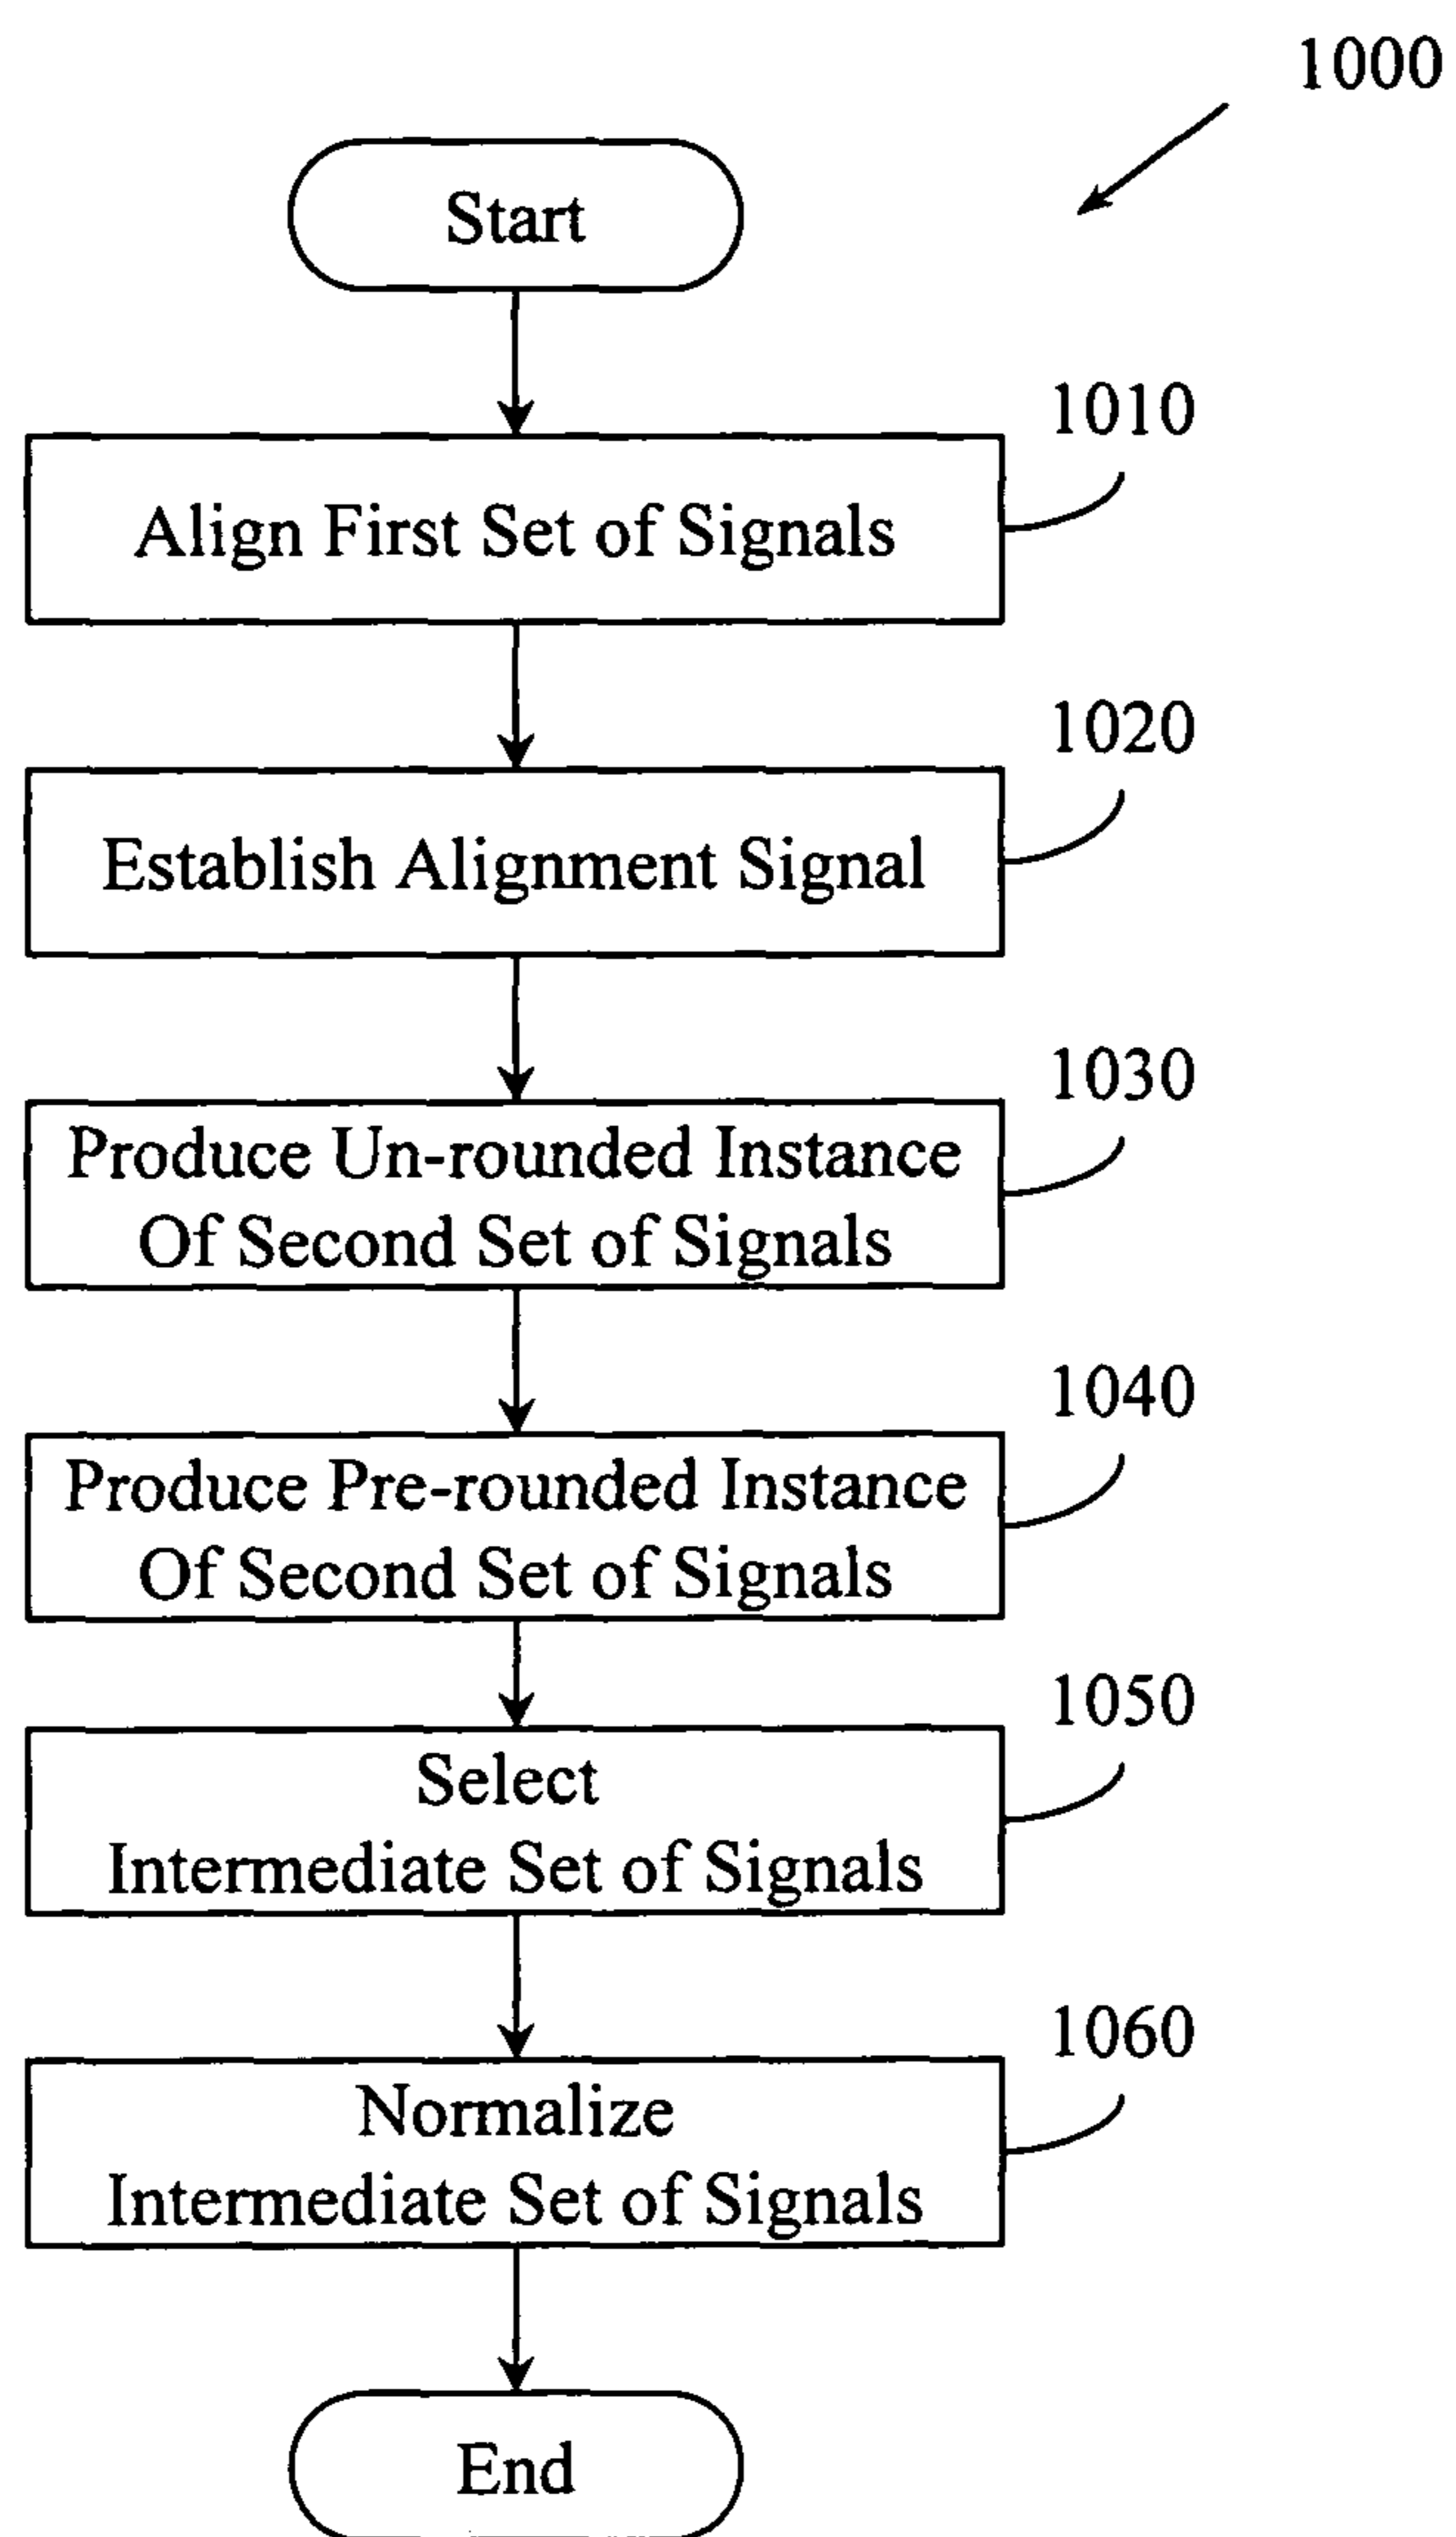 1000
Start
1010
Align First Set of Signals
1020
Establish Alignment Signal
1030
Produce Un-rounded Instance
Of Second Set of Signals
1040
Produce Pre-rounded Instance
Of Second Set of Signals
1050
Select
Intermediate Set of Signals
1060
Normalize
Intermediate Set of Signals
End